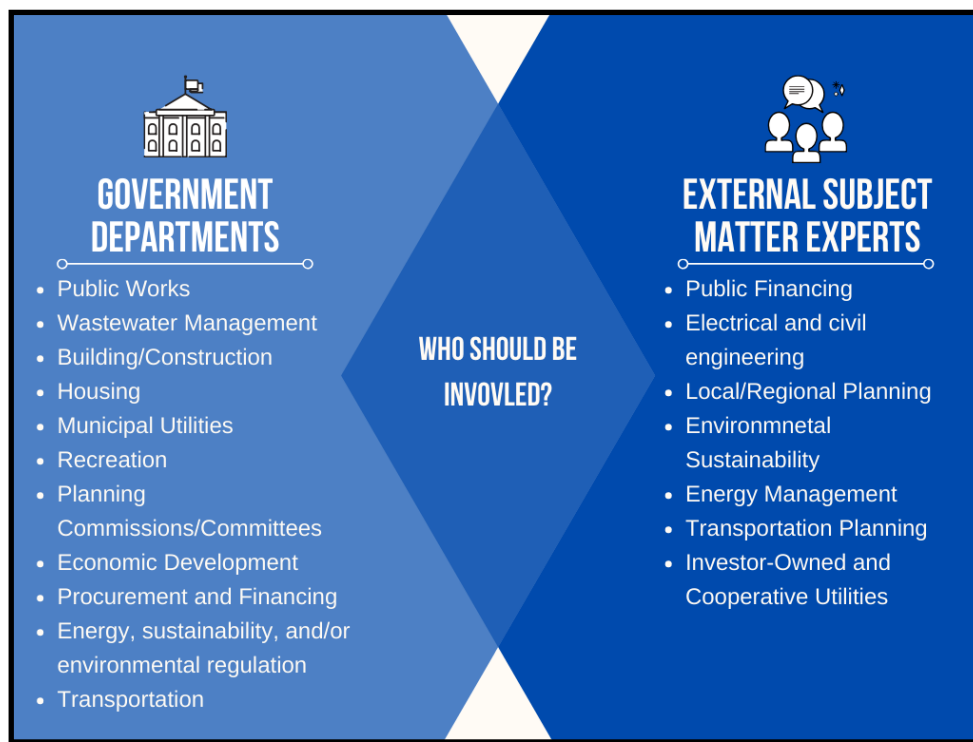 GOVERNMENT
DEPARTMENTS
• Public Works
• Wastewater Management
• Building/Construction
• Housing
• Municipal Utilities
• Recreation
• Planning
Commissions/Committees
• Economic Development
• Procurement and Financing
• Energy, sustainability, and/or
environmental regulation
• Transportation
WHO SHOULD BE
INVOVLED?
EXTERNAL SUBJECT
MATTER EXPERTS
• Public Financing
• Electrical and civil
engineering
• Local/Regional Planning
• Environmnetal
Sustainability
• Energy Management
• Transportation Planning
• Investor-Owned and
Cooperative Utilities